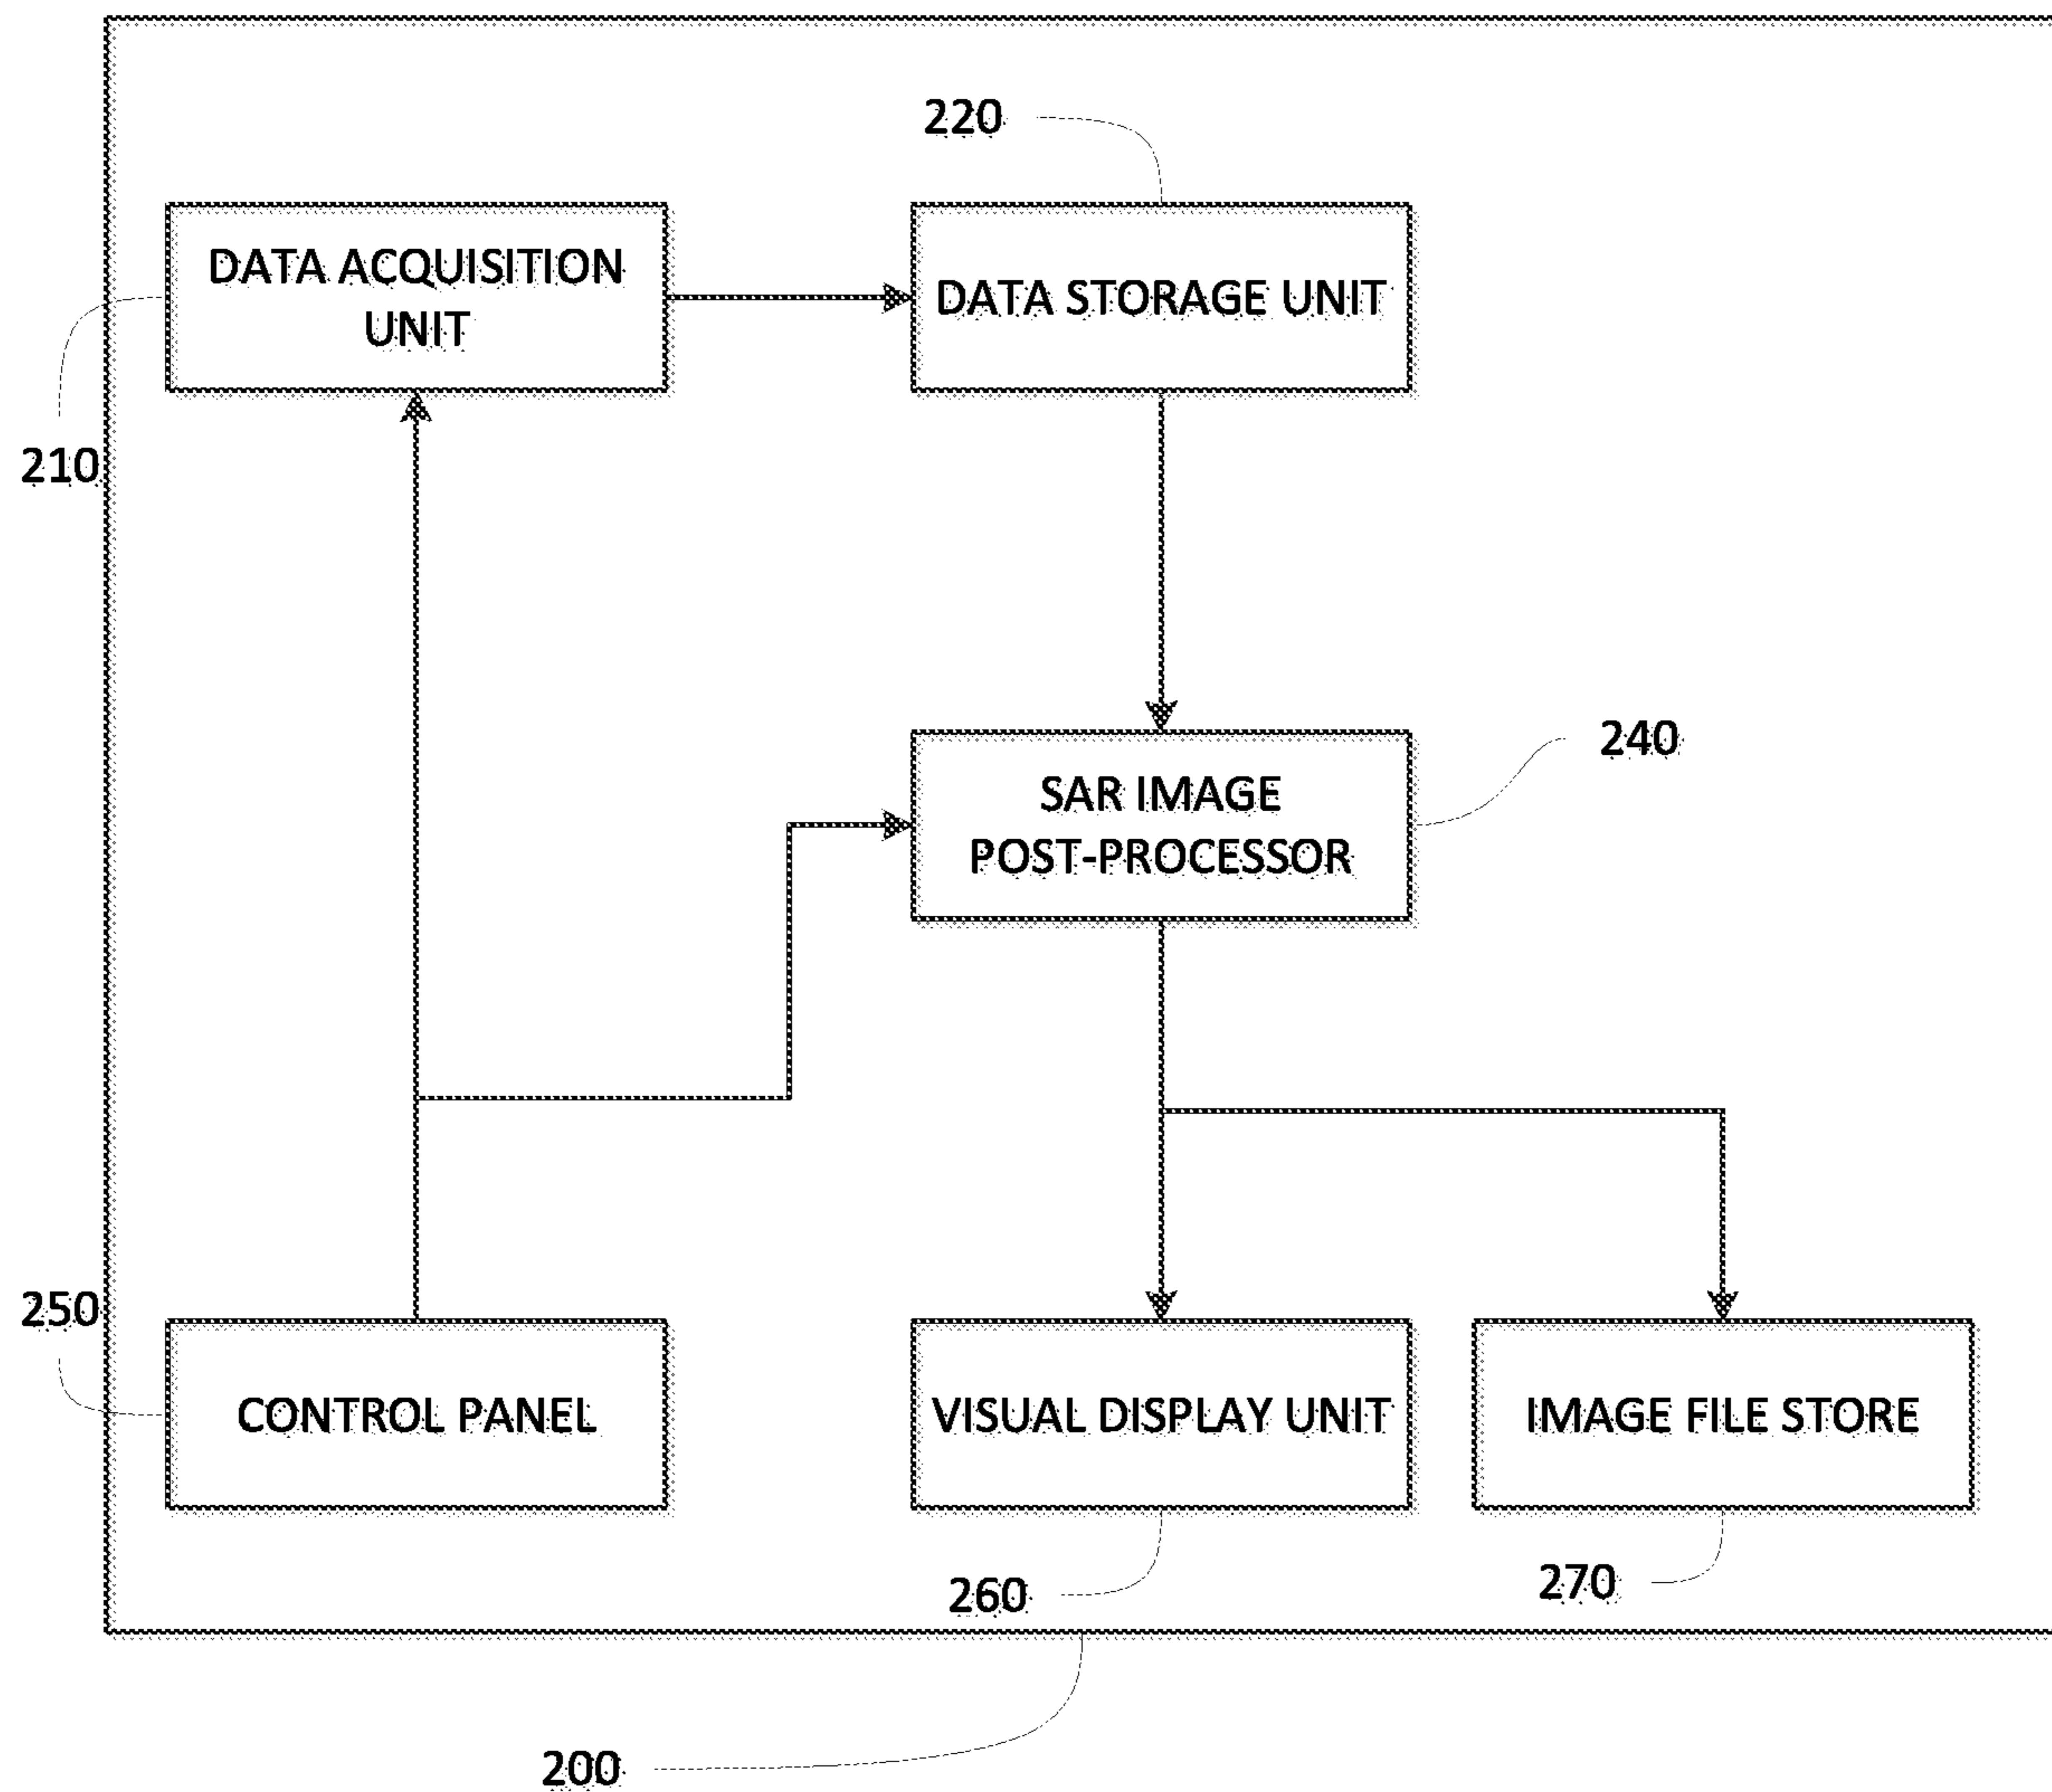 220
DATA ACQUISITION
UNIT
DATA STORAGE UNIT
210
240
SAR IMAGE
POST-PROCESSOR
250
CONTROL PANEL
VISUAL DISPLAY UNIT
IMAGE FILE STORE
260
270
200